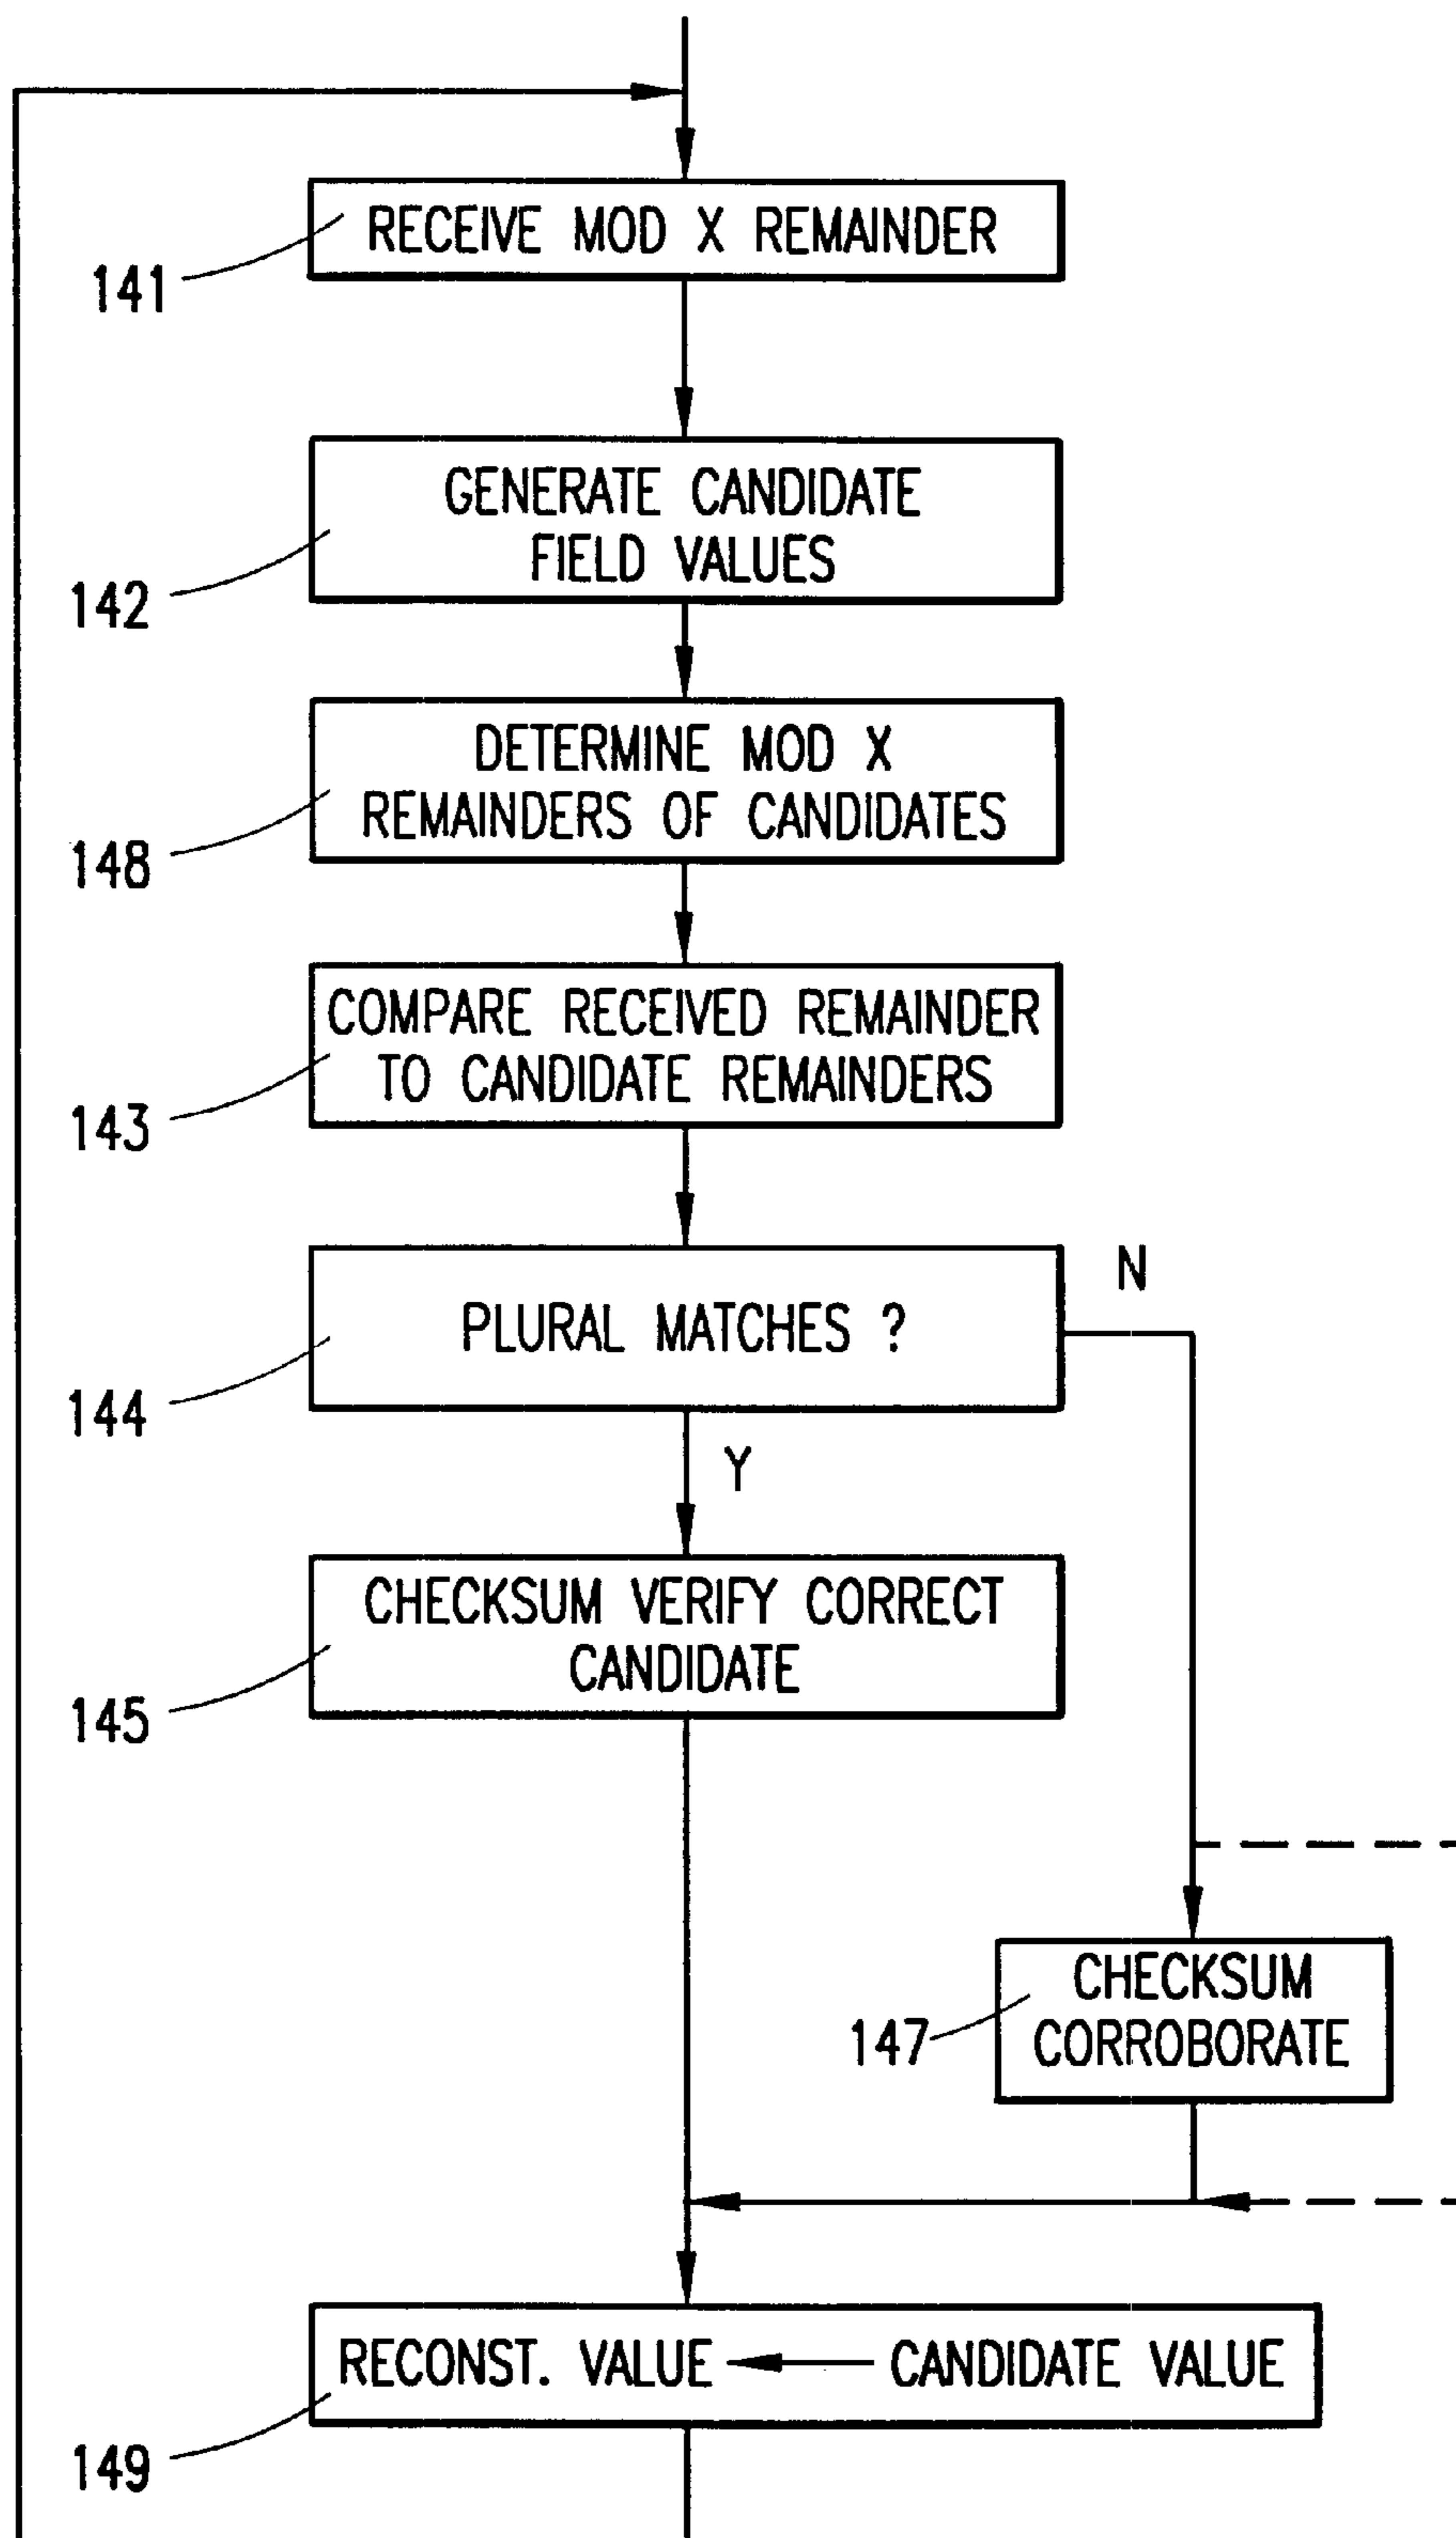 RECEIVE MOD X REMAINDER
141
GENERATE CANDIDATE
FIELD VALUES
142
DETERMINE MOD X
REMAINDERS OF CANDIDATES
148
COMPARE RECEIVED REMAINDER
TO CANDIDATE REMAINDERS
143
PLURAL MATCHES ?
N
144
Y
CHECKSUM VERIFY CORRECT
CANDIDATE
145
CHECKSUM
CORROBORATE
147
RECONST. VALUE ← CANDIDATE VALUE
149